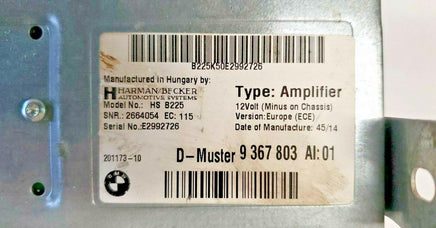 B225K50E2992726
Manufactured in Hungary by:
HARMAN/BECKER
AUTOMOTIVE SYSTEMS
Model No.: HS B225
SNR.: 2664054 EC: 115
Serial No.:E2992726
Type: Amplifier
12Volt (Minus on Chassis)
Version:Europe (ECE)
Date of Manufacture: 45/14
201173-10
D-Muster 9 367 803 AI:01
BMW